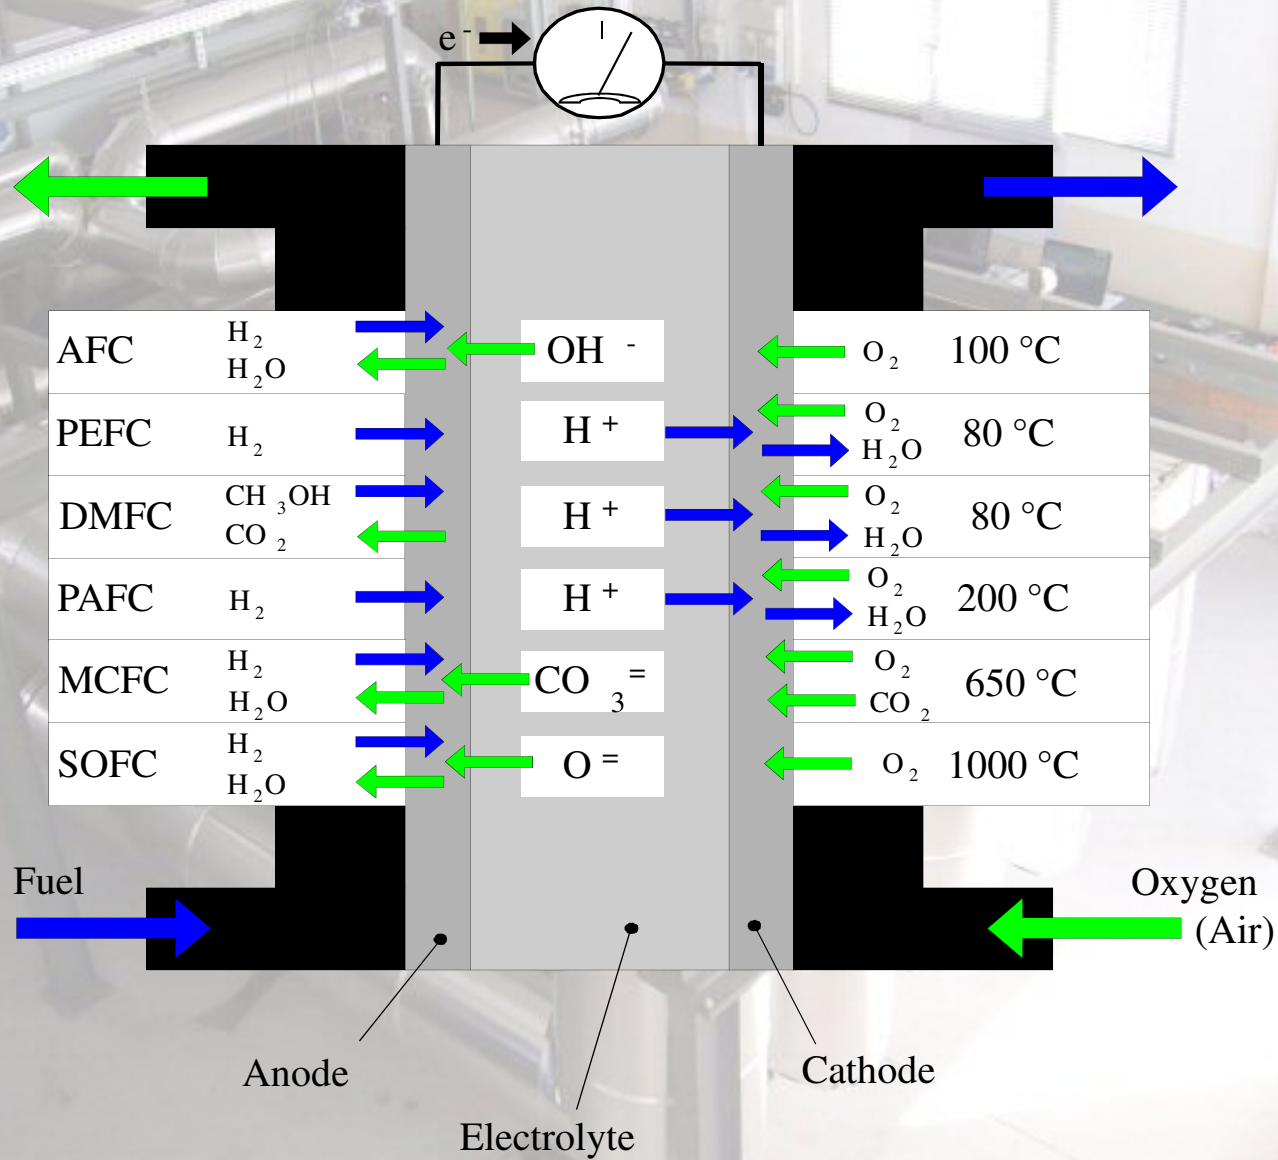 e-
AFC H2 OH - O2 100 °C
H2O
PEFC H2 H + O2 80 °C
H2O
DMFC CH3OH H + O2 80 °C
CO2 H2O
PAFC H2 H + O2 200 °C
H2O
MCFC H2 CO3= O2 650 °C
H2O CO2
SOFC H2 O = O2 1000 °C
H2O
Fuel
Oxygen
(Air)
Anode
Cathode
Electrolyte